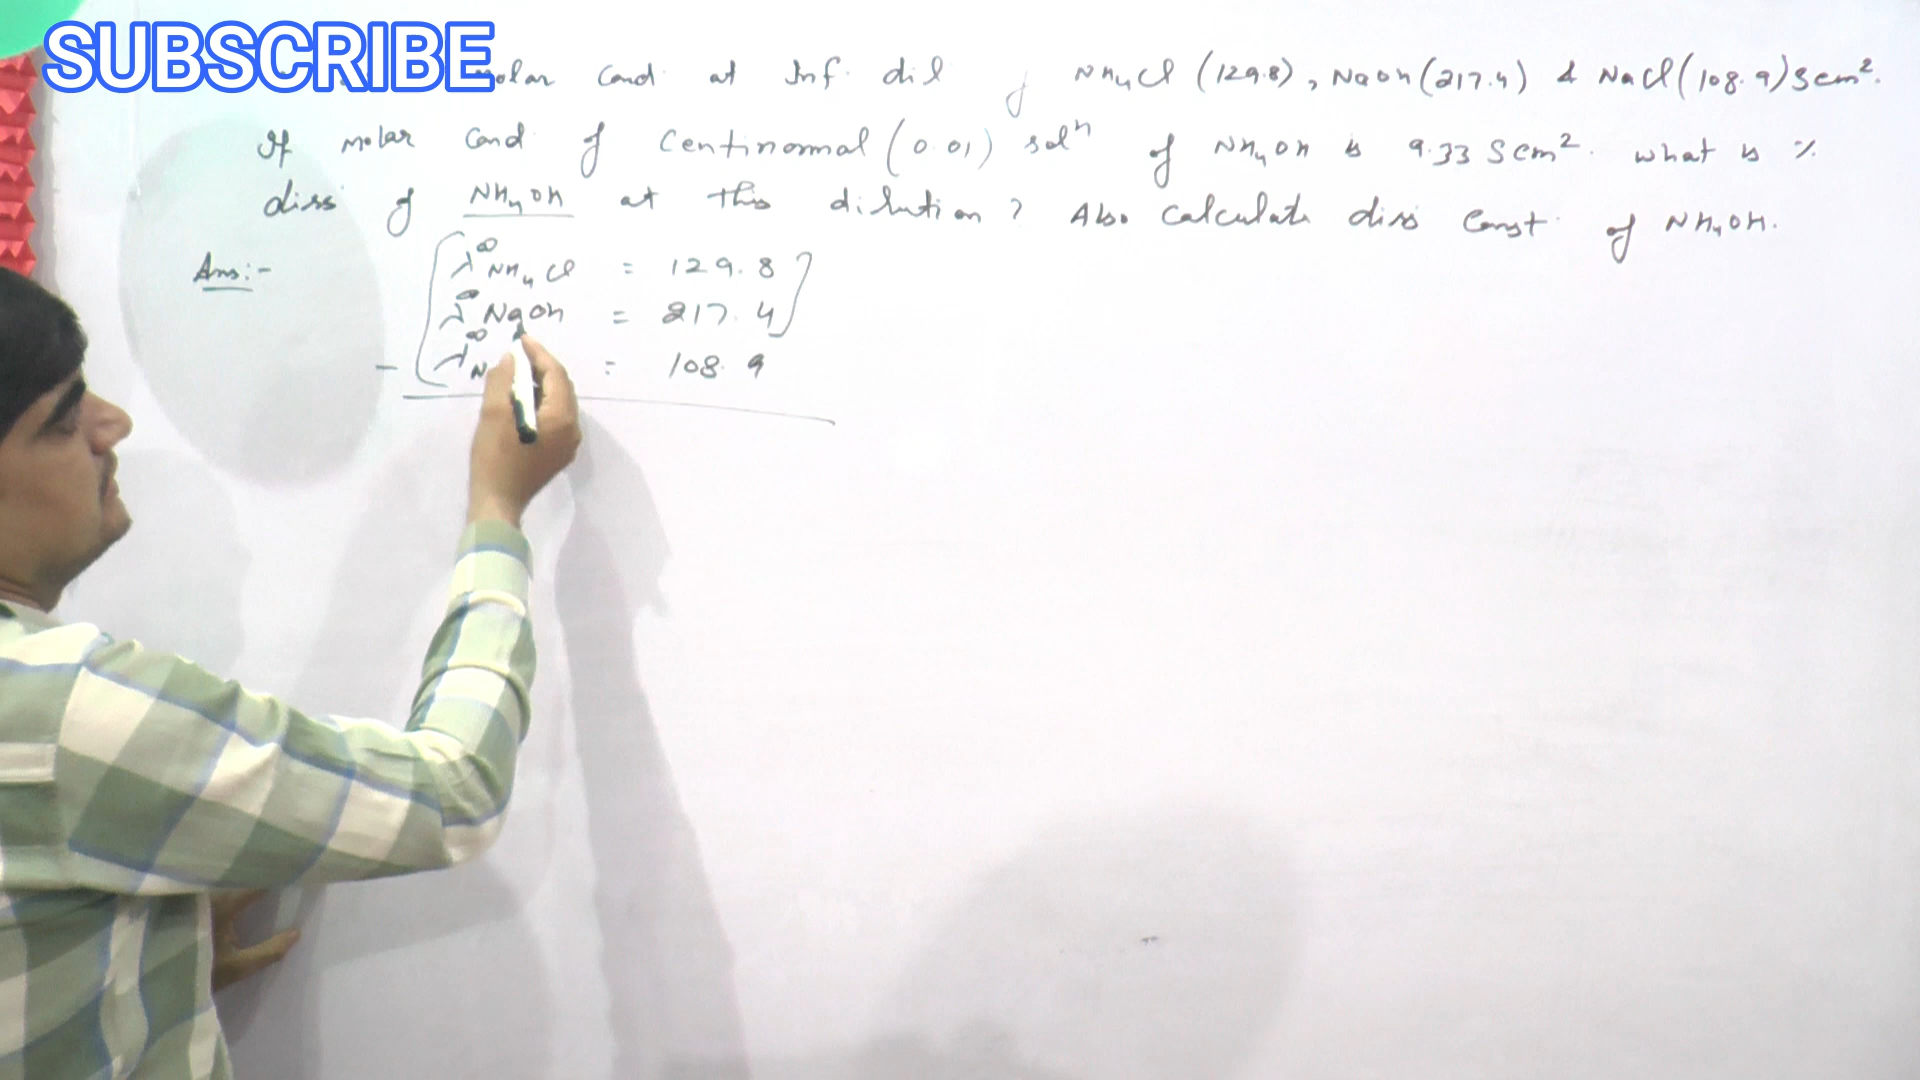 SUBSCRIBE
molar Cond at Inf. dil of NH4Cl (129.8), NaOH (217.4) & NaCl (108.9) S cm².
If molar Cond of Centinormal (0.01) solⁿ of NH4OH is 9.33 S cm². what is %
diss of NH4OH at this dilution? Also Calculate diss Const. of NH4OH.
Ans:-
λ∞ NH4Cl = 129.8
λ∞ NaOH = 217.4
- λ∞ N = 108.9